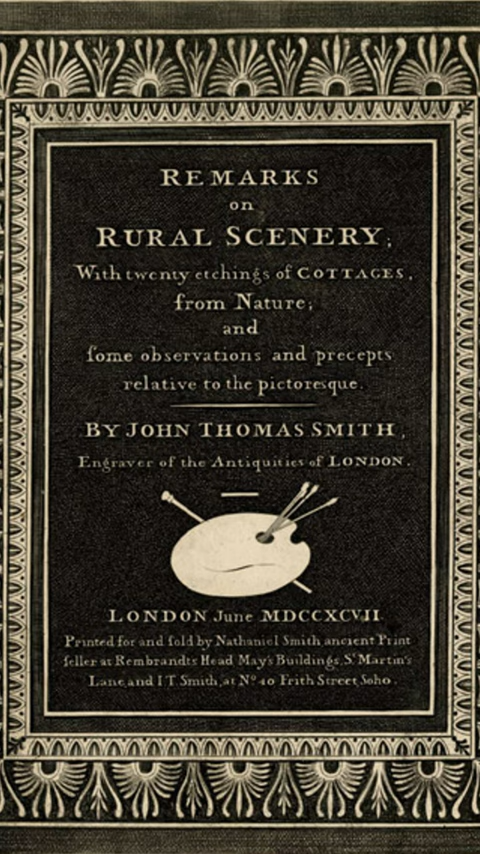 REMARKS
on
RURAL SCENERY;
With twenty etchings of COTTAGES,
from Nature;
and
ſome observations and precepts
relative to the pictoresque.
BY JOHN THOMAS SMITH,
Engraver of the Antiquities of LONDON.
LONDON June MDCCXCVII
Printed for and ſold by Nathaniel Smith ancient Print
ſeller at Rembrandts Head May's Buildings, St. Martin's
Lane, and I T. Smith, at No. 40 Frith Street, Soho.